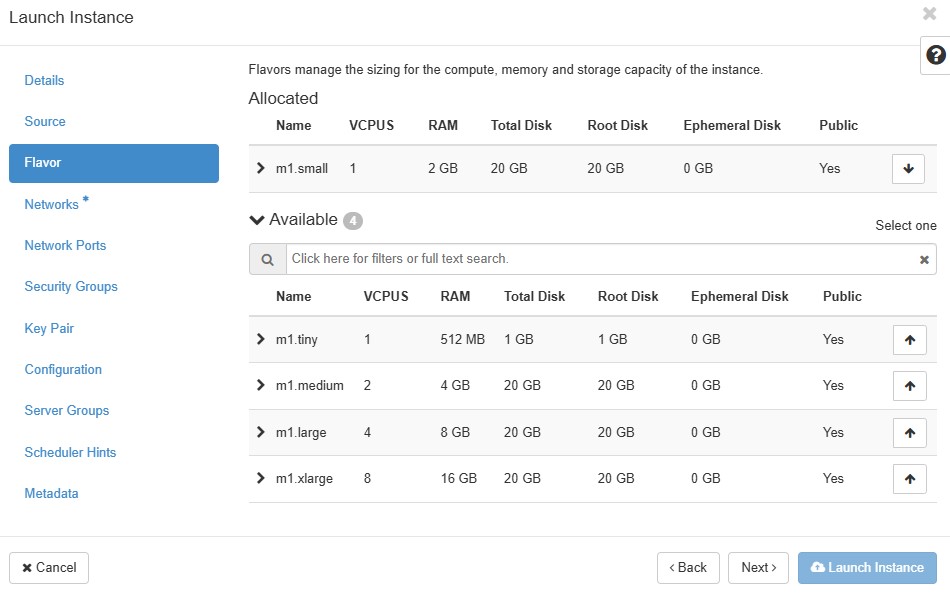 Launch Instance
Details
Source
Flavor
Networks *
Network Ports
Security Groups
Key Pair
Configuration
Server Groups
Scheduler Hints
Metadata
Flavors manage the sizing for the compute, memory and storage capacity of the instance.
Allocated
Name VCPUS RAM Total Disk Root Disk Ephemeral Disk Public
m1.small 1 2 GB 20 GB 20 GB 0 GB Yes
Available 4
Select one
Click here for filters or full text search.
Name VCPUS RAM Total Disk Root Disk Ephemeral Disk Public
m1.tiny 1 512 MB 1 GB 1 GB 0 GB Yes
m1.medium 2 4 GB 20 GB 20 GB 0 GB Yes
m1.large 4 8 GB 20 GB 20 GB 0 GB Yes
m1.xlarge 8 16 GB 20 GB 20 GB 0 GB Yes
Cancel
Back
Next
Launch Instance